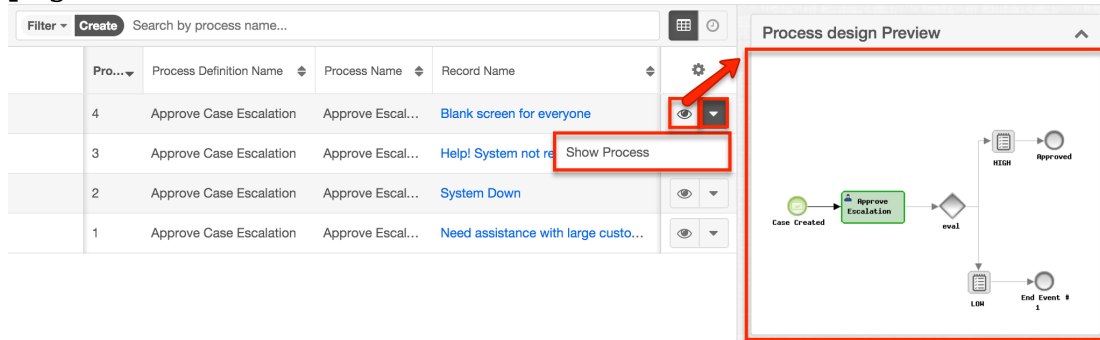 Filter Create Search by process name...
Process design Preview
Pro... Process Definition Name Process Name Record Name
4 Approve Case Escalation Approve Escal... Blank screen for everyone
Show Process
3 Approve Case Escalation Approve Escal... Help! System not
2 Approve Case Escalation Approve Escal... System Down
1 Approve Case Escalation Approve Escal... Need assistance with large custo...
HIGH
Approved
Approve
Escalation
Case Created
eval
LOW
End Event #
1